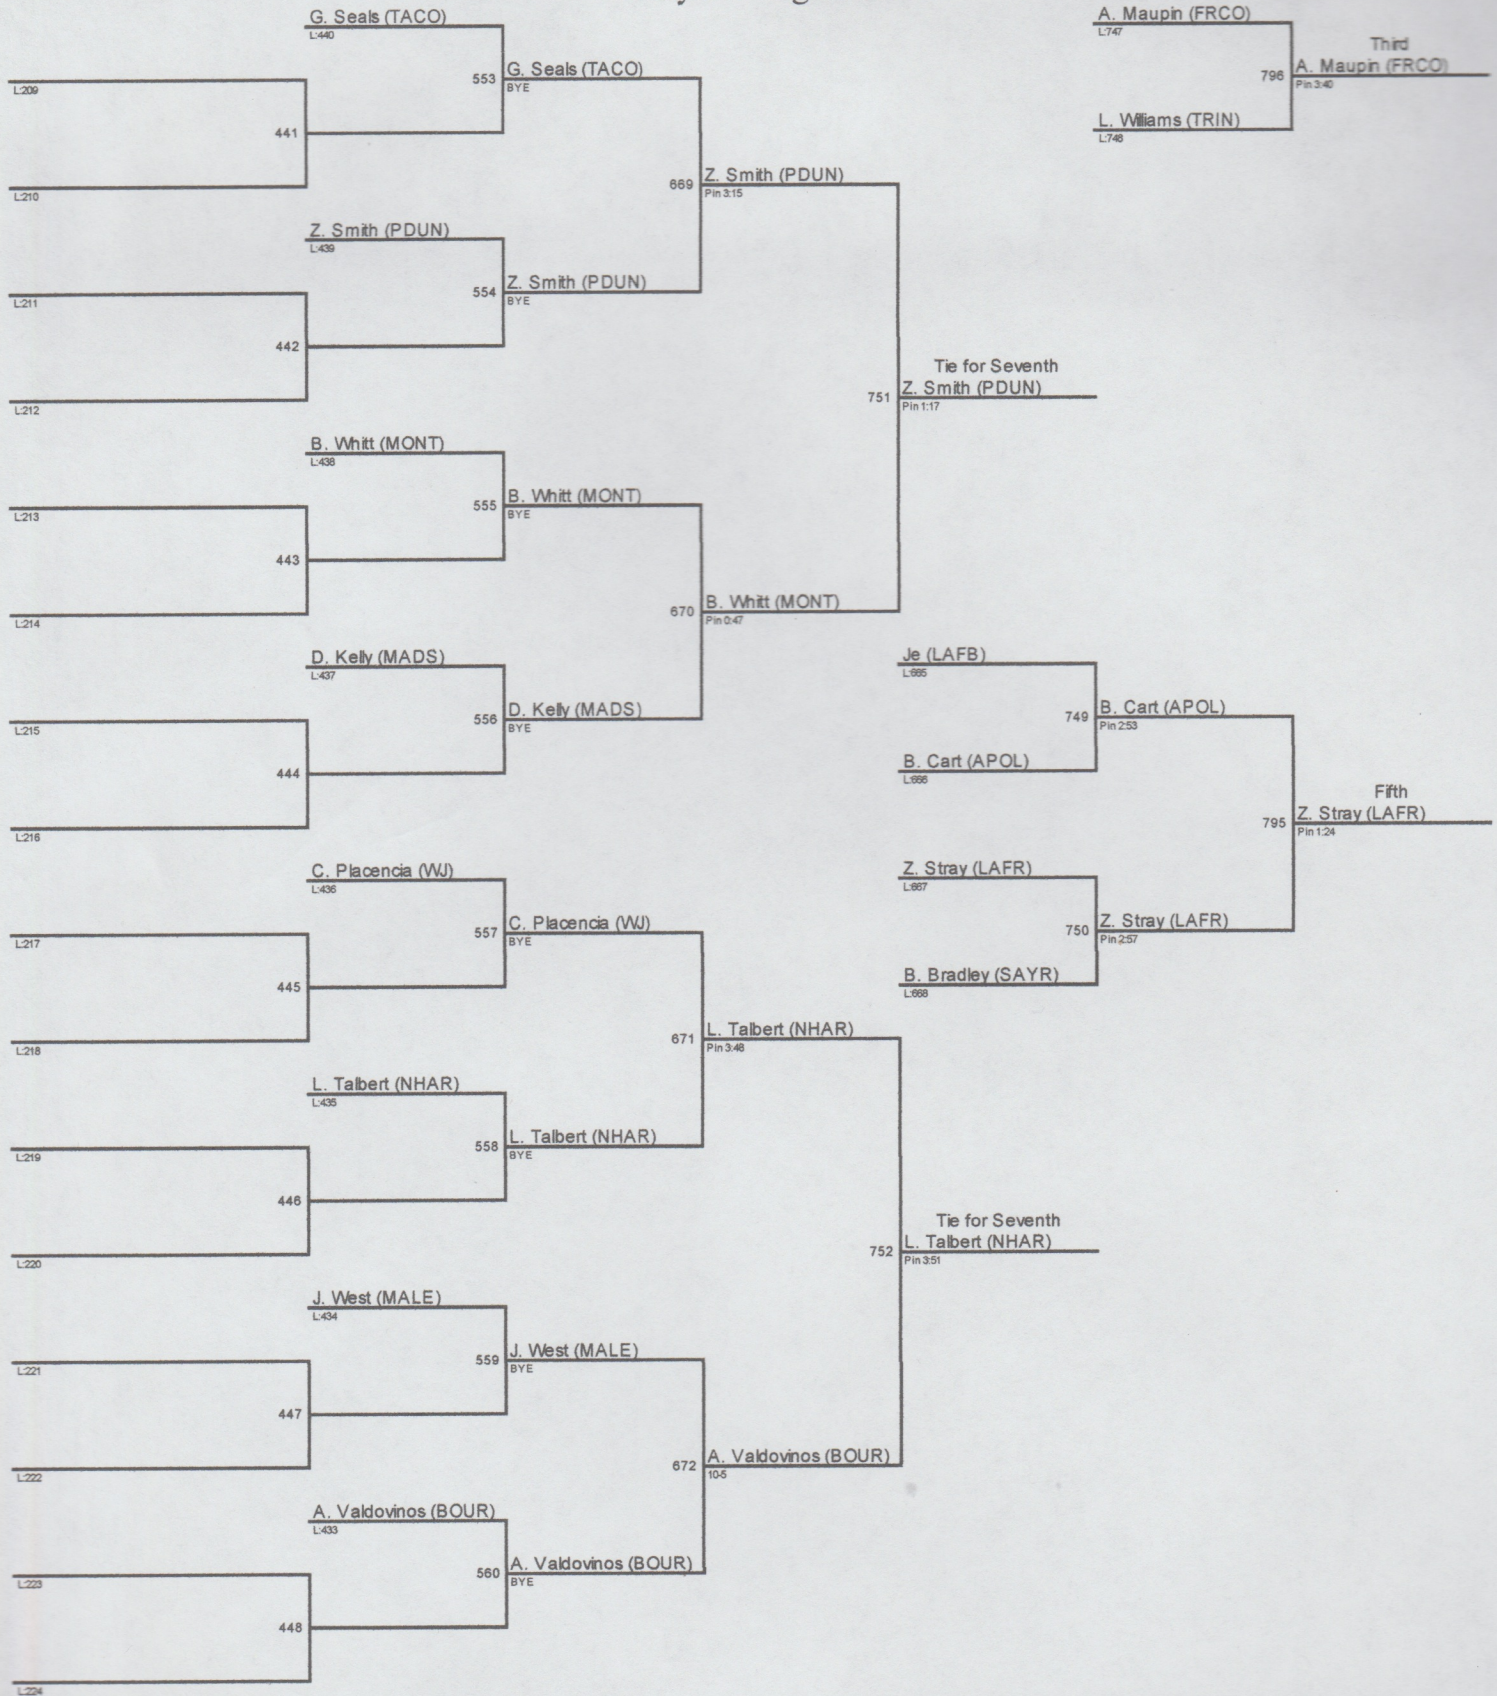 G. Seals (TACO)
L:440
553
G. Seals (TACO)
BYE
L:209
441
L:210
669
Z. Smith (PDUN)
Pin 3:15
Z. Smith (PDUN)
L:439
554
Z. Smith (PDUN)
BYE
L:211
442
L:212
751
Tie for Seventh
Z. Smith (PDUN)
Pin 1:17
B. Whitt (MONT)
L:438
555
B. Whitt (MONT)
BYE
L:213
443
L:214
670
B. Whitt (MONT)
Pin 0:47
D. Kelly (MADS)
L:437
556
D. Kelly (MADS)
BYE
L:215
444
L:216
C. Placencia (WJ)
L:436
557
C. Placencia (WJ)
BYE
L:217
445
L:218
671
L. Talbert (NHAR)
Pin 3:48
L. Talbert (NHAR)
L:435
558
L. Talbert (NHAR)
BYE
L:219
446
L:220
752
Tie for Seventh
L. Talbert (NHAR)
Pin 3:51
J. West (MALE)
L:434
559
J. West (MALE)
BYE
L:221
447
L:222
672
A. Valdovinos (BOUR)
10-5
A. Valdovinos (BOUR)
L:433
560
A. Valdovinos (BOUR)
BYE
L:223
448
L:224
A. Maupin (FRCO)
L:747
796
Third
A. Maupin (FRCO)
Pin 3:40
L. Williams (TRIN)
L:748
Je (LAFB)
L:665
749
B. Cart (APOL)
Pin 2:53
B. Cart (APOL)
L:666
795
Fifth
Z. Stray (LAFR)
Pin 1:24
Z. Stray (LAFR)
L:667
750
Z. Stray (LAFR)
Pin 2:57
B. Bradley (SAYR)
L:668